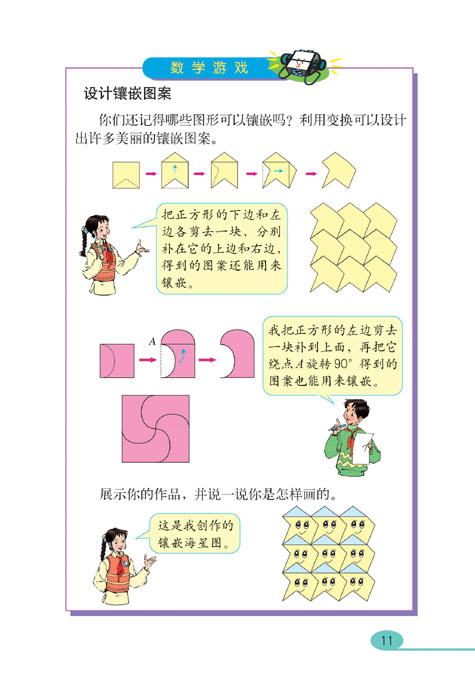 数学游戏
设计镶嵌图案
你们还记得哪些图形可以镶嵌吗？利用变换可以设计
出许多美丽的镶嵌图案。
把正方形的下边和左
边各剪去一块，分别
补在它的上边和右边，
得到的图案还能用来
镶嵌。
A
我把正方形的左边剪去
一块补到上面，再把它
绕点A旋转90°得到的
图案也能用来镶嵌。
展示你的作品，并说一说你是怎样画的。
这是我创作的
镶嵌海星图。
11